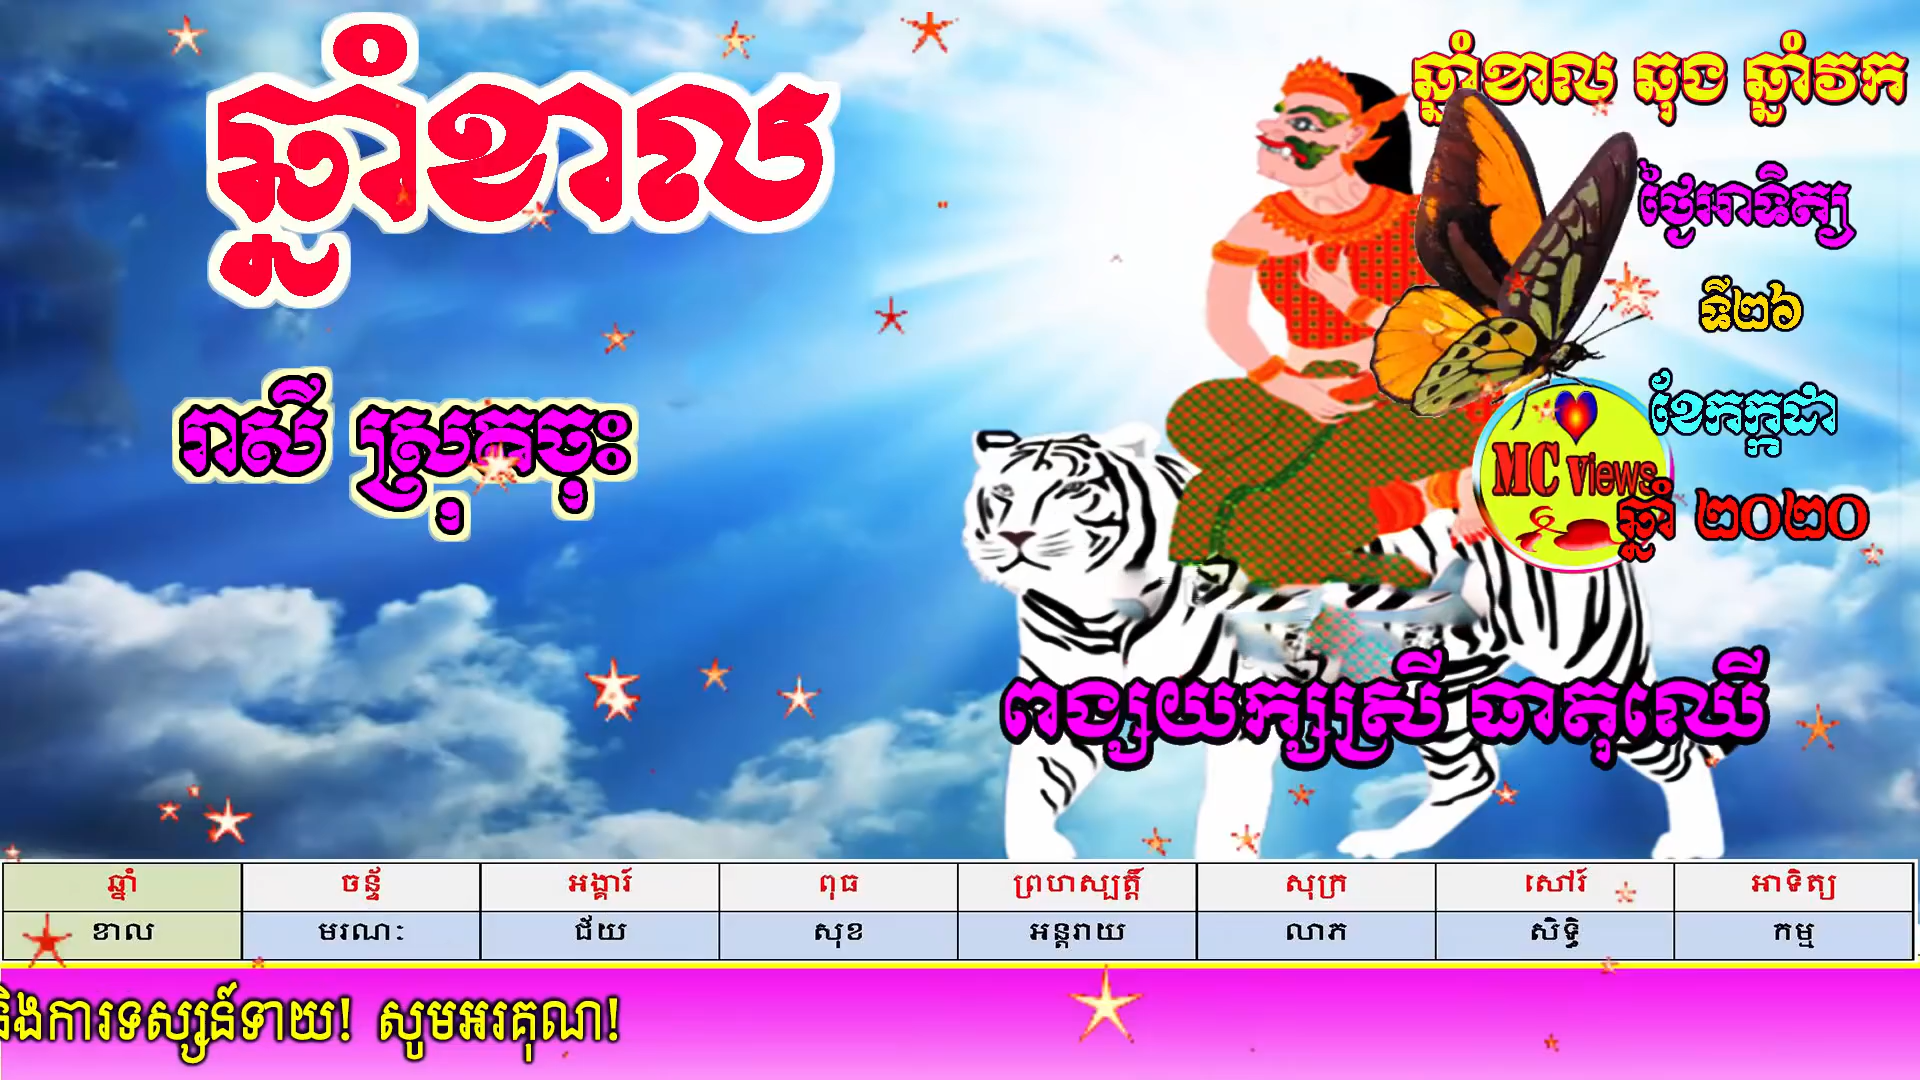 ឆ្នាំខាល
ឆ្នាំខាល ឆុង ឆ្នាំវក
ថ្ងៃអាទិត្យ
ទី២៦
ខែកក្កដា
រាសី ស្រុកចុះ
MC Views
ឆ្នាំ ២០២០
ពង្សយក្សស្រី ធាតុឈើ
ឆ្នាំ ចន្ទ័ អង្គារ៍ ពុធ ព្រហស្បត្តិ៍ សុក្រ សៅរ៍ អាទិត្យ
ខាល មរណៈ ជ័យ សុខ អន្តរាយ លាភ សិទ្ធិ កម្ម
និងការទស្សន៍ទាយ! សូមអរគុណ!